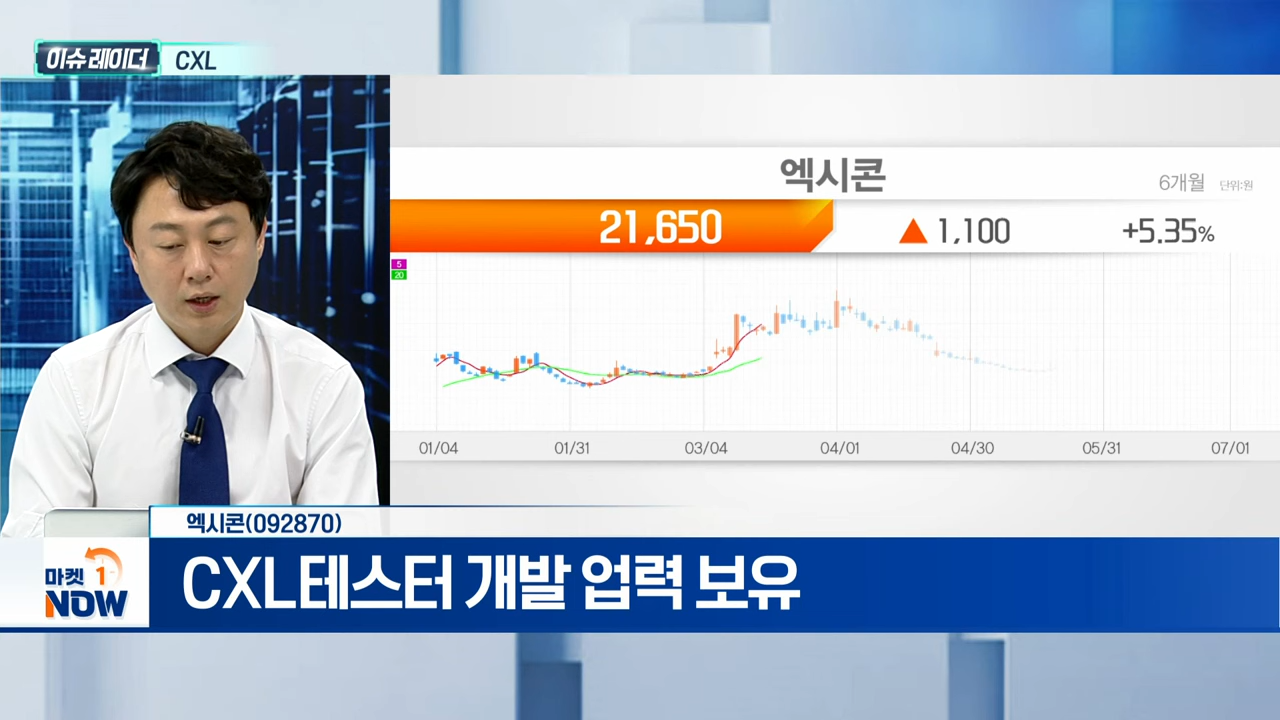 이슈 레이더 CXL
엑시콘
6개월 단위:원
21,650 ▲ 1,100 +5.35%
5
20
01/04 01/31 03/04 04/01 04/30 05/31 07/01
엑시콘(092870)
마켓 1
NOW
CXL테스터 개발 업력 보유